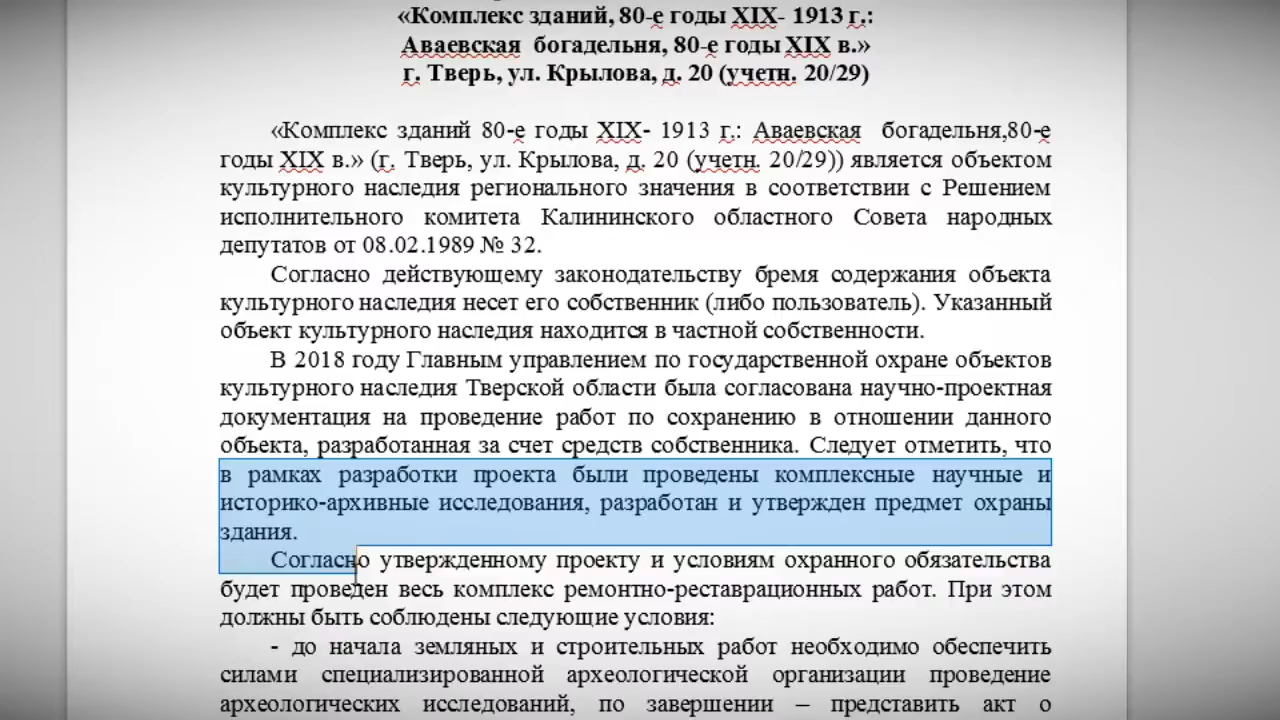 «Комплекс зданий, 80-е годы XIX- 1913 г.:
Аваевская богадельня, 80-е годы XIX в.»
г. Тверь, ул. Крылова, д. 20 (учетн. 20/29)
«Комплекс зданий 80-е годы XIX- 1913 г.: Аваевская богадельня,80-е
годы XIX в.» (г. Тверь, ул. Крылова, д. 20 (учетн. 20/29)) является объектом
культурного наследия регионального значения в соответствии с Решением
исполнительного комитета Калининского областного Совета народных
депутатов от 08.02.1989 № 32.
Согласно действующему законодательству бремя содержания объекта
культурного наследия несет его собственник (либо пользователь). Указанный
объект культурного наследия находится в частной собственности.
В 2018 году Главным управлением по государственной охране объектов
культурного наследия Тверской области была согласована научно-проектная
документация на проведение работ по сохранению в отношении данного
объекта, разработанная за счет средств собственника. Следует отметить, что
в рамках разработки проекта были проведены комплексные научные и
историко-архивные исследования, разработан и утвержден предмет охраны
здания.
Согласно утвержденному проекту и условиям охранного обязательства
будет проведен весь комплекс ремонтно-реставрационных работ. При этом
должны быть соблюдены следующие условия:
- до начала земляных и строительных работ необходимо обеспечить
силами специализированной археологической организации проведение
археологических исследований, по завершении – представить акт о